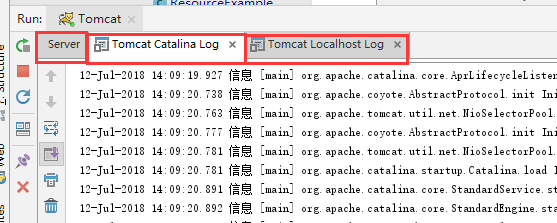 ResourceExample
Run: Tomcat
Server Tomcat Catalina Log × Tomcat Localhost Log ×
12-Jul-2018 14:09:19.927 信息 [main] org.apache.catalina.core.AprLifecycleListen
12-Jul-2018 14:09:20.738 信息 [main] org.apache.coyote.AbstractProtocol.init Ini
12-Jul-2018 14:09:20.763 信息 [main] org.apache.tomcat.util.net.NioSelectorPool.
12-Jul-2018 14:09:20.768 信息 [main] org.apache.coyote.AbstractProtocol.init Ini
12-Jul-2018 14:09:20.777 信息 [main] org.apache.tomcat.util.net.NioSelectorPool.
12-Jul-2018 14:09:20.781 信息 [main] org.apache.catalina.startup.Catalina.load I
12-Jul-2018 14:09:20.891 信息 [main] org.apache.catalina.core.StandardService.st
12-Jul-2018 14:09:20.892 信息 [main] org.apache.catalina.core.StandardEngine.sta
Web